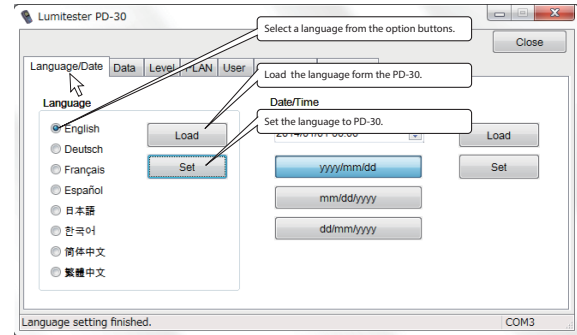 Lumitester PD-30
Select a language from the option buttons.
Close
Language/Date
Data
Level
PLAN
User
Load the language form the PD-30.
Language
Date/Time
Set the language to PD-30.
English
Load
Load
Deutsch
Français
Set
yyyy/mm/dd
Set
Español
mm/dd/yyyy
日本語
한국어
dd/mm/yyyy
简体中文
繁體中文
Language setting finished.
COM3